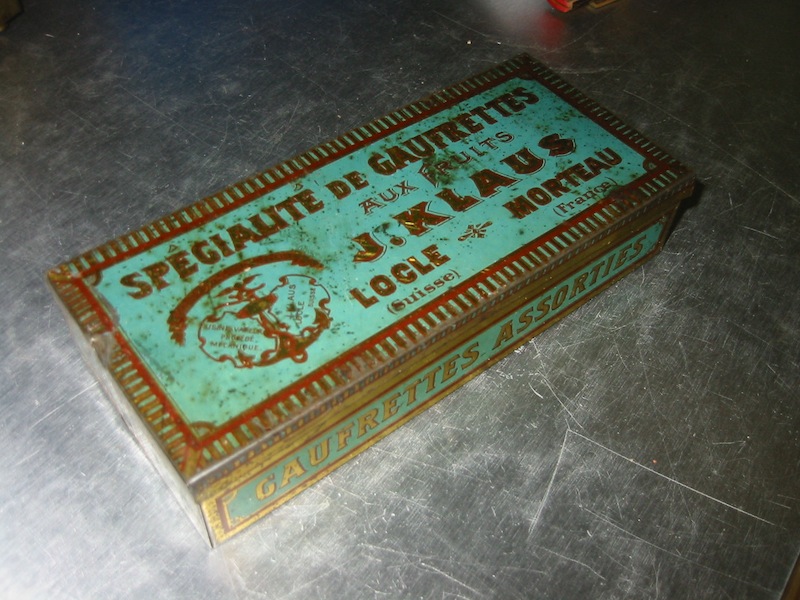 SPÉCIALITÉ DE GAUFRETTES
AUX FRUITS
J. KLAUS
LOCLE MORTEAU
(Suisse) (France)
GAUFRETTES ASSORTIES